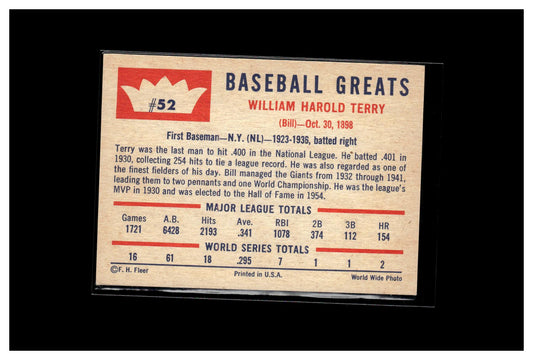 #52
BASEBALL GREATS
WILLIAM HAROLD TERRY
(Bill)—Oct. 30, 1898
First Baseman—N.Y. (NL)—1923-1936, batted right
Terry was the last man to hit .400 in the National League. He batted .401 in
1930, collecting 254 hits to tie a league record. He was also regarded as one of
the finest fielders of his day. Bill managed the Giants from 1932 through 1941,
leading them to two pennants and one World Championship. He was the league's
MVP in 1930 and was elected to the Hall of Fame in 1954.
MAJOR LEAGUE TOTALS
Games A.B. Hits Ave. RBI 2B 3B HR
1721 6428 2193 .341 1078 374 112 154
WORLD SERIES TOTALS
16 61 18 .295 7 1 1 2
©F. H. Fleer Printed in U.S.A. World Wide Photo